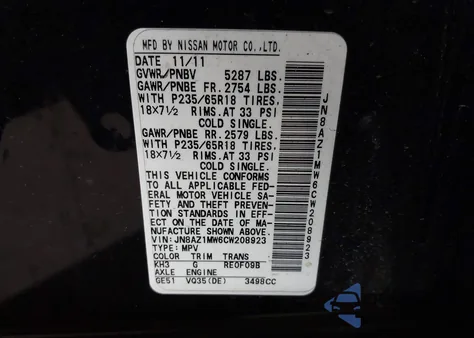 MFD BY NISSAN MOTOR CO.,LTD.
DATE 11/11
GVWR/PNBV 5287 LBS.
GAWR/PNBE FR. 2754 LBS.
WITH P235/65R18 TIRES,
18X7½ RIMS.AT 33 PSI
COLD SINGLE.
GAWR/PNBE RR. 2579 LBS.
WITH P235/65R18 TIRES,
18X7½ RIMS.AT 33 PSI
COLD SINGLE.
THIS VEHICLE CONFORMS
TO ALL APPLICABLE FED-
ERAL MOTOR VEHICLE SA-
FETY AND THEFT PREVEN-
TION STANDARDS IN EFF-
ECT ON THE DATE OF MA-
NUFACTURE SHOWN ABOVE.
VIN:JN8AZ1MW6CW208923
TYPE: MPV
COLOR TRIM TRANS
KH3 G RE0F09B
AXLE ENGINE
GE51 VQ35(DE) 3498CC
JN8AZ1MW6CW208923